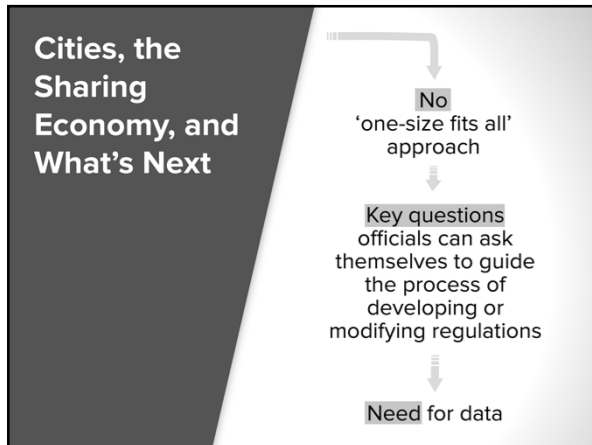 Cities, the
Sharing
Economy, and
What’s Next
No
‘one-size fits all’
approach
Key questions
officials can ask
themselves to guide
the process of
developing or
modifying regulations
Need for data